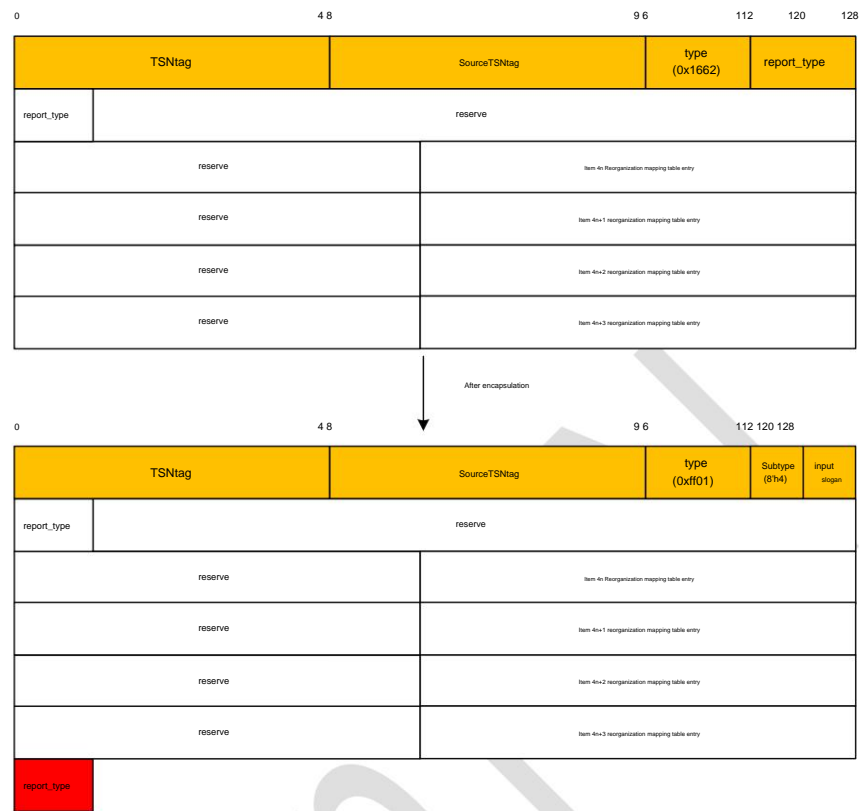 0 4 8 9 6 112 120 128
TSNtag SourceTSNtag type report_type
(0x1662)
report_type reserve
reserve Item 4n Reorganization mapping table entry
reserve Item 4n+1 reorganization mapping table entry
reserve Item 4n+2 reorganization mapping table entry
reserve Item 4n+3 reorganization mapping table entry
After encapsulation
0 4 8 9 6 112 120 128
TSNtag SourceTSNtag type Subtype input
(0xff01) (8'h4) slogan
report_type reserve
reserve Item 4n Reorganization mapping table entry
reserve Item 4n+1 reorganization mapping table entry
reserve Item 4n+2 reorganization mapping table entry
reserve Item 4n+3 reorganization mapping table entry
report_type